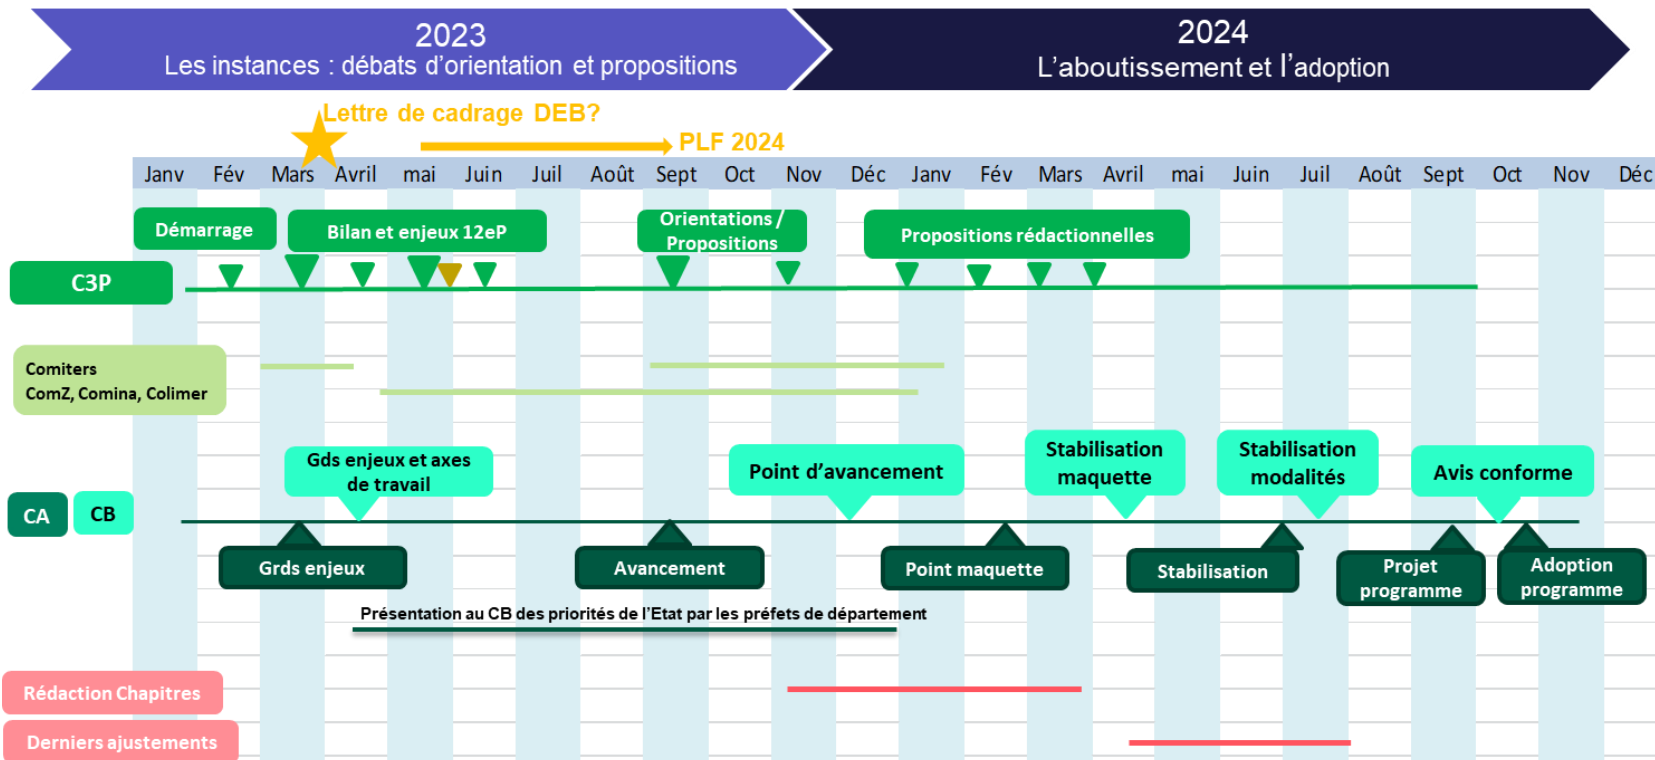 2023
Les instances : débats d'orientation et propositions
2024
L'aboutissement et l'adoption
Lettre de cadrage DEB?
PLF 2024
Janv Fév Mars Avril mai Juin Juil Août Sept Oct Nov Déc Janv Fév Mars Avril mai Juin Juil Août Sept Oct Nov Déc
Démarrage
Bilan et enjeux 12eP
Orientations /
Propositions
Propositions rédactionnelles
C3P
Comiters
ComZ, Comina, Colimer
Gds enjeux et axes
de travail
Point d'avancement
Stabilisation
maquette
Stabilisation
modalités
Avis conforme
CA
CB
Grds enjeux
Avancement
Point maquette
Stabilisation
Projet
programme
Adoption
programme
Présentation au CB des priorités de l'Etat par les préfets de département
Rédaction Chapitres
Derniers ajustements